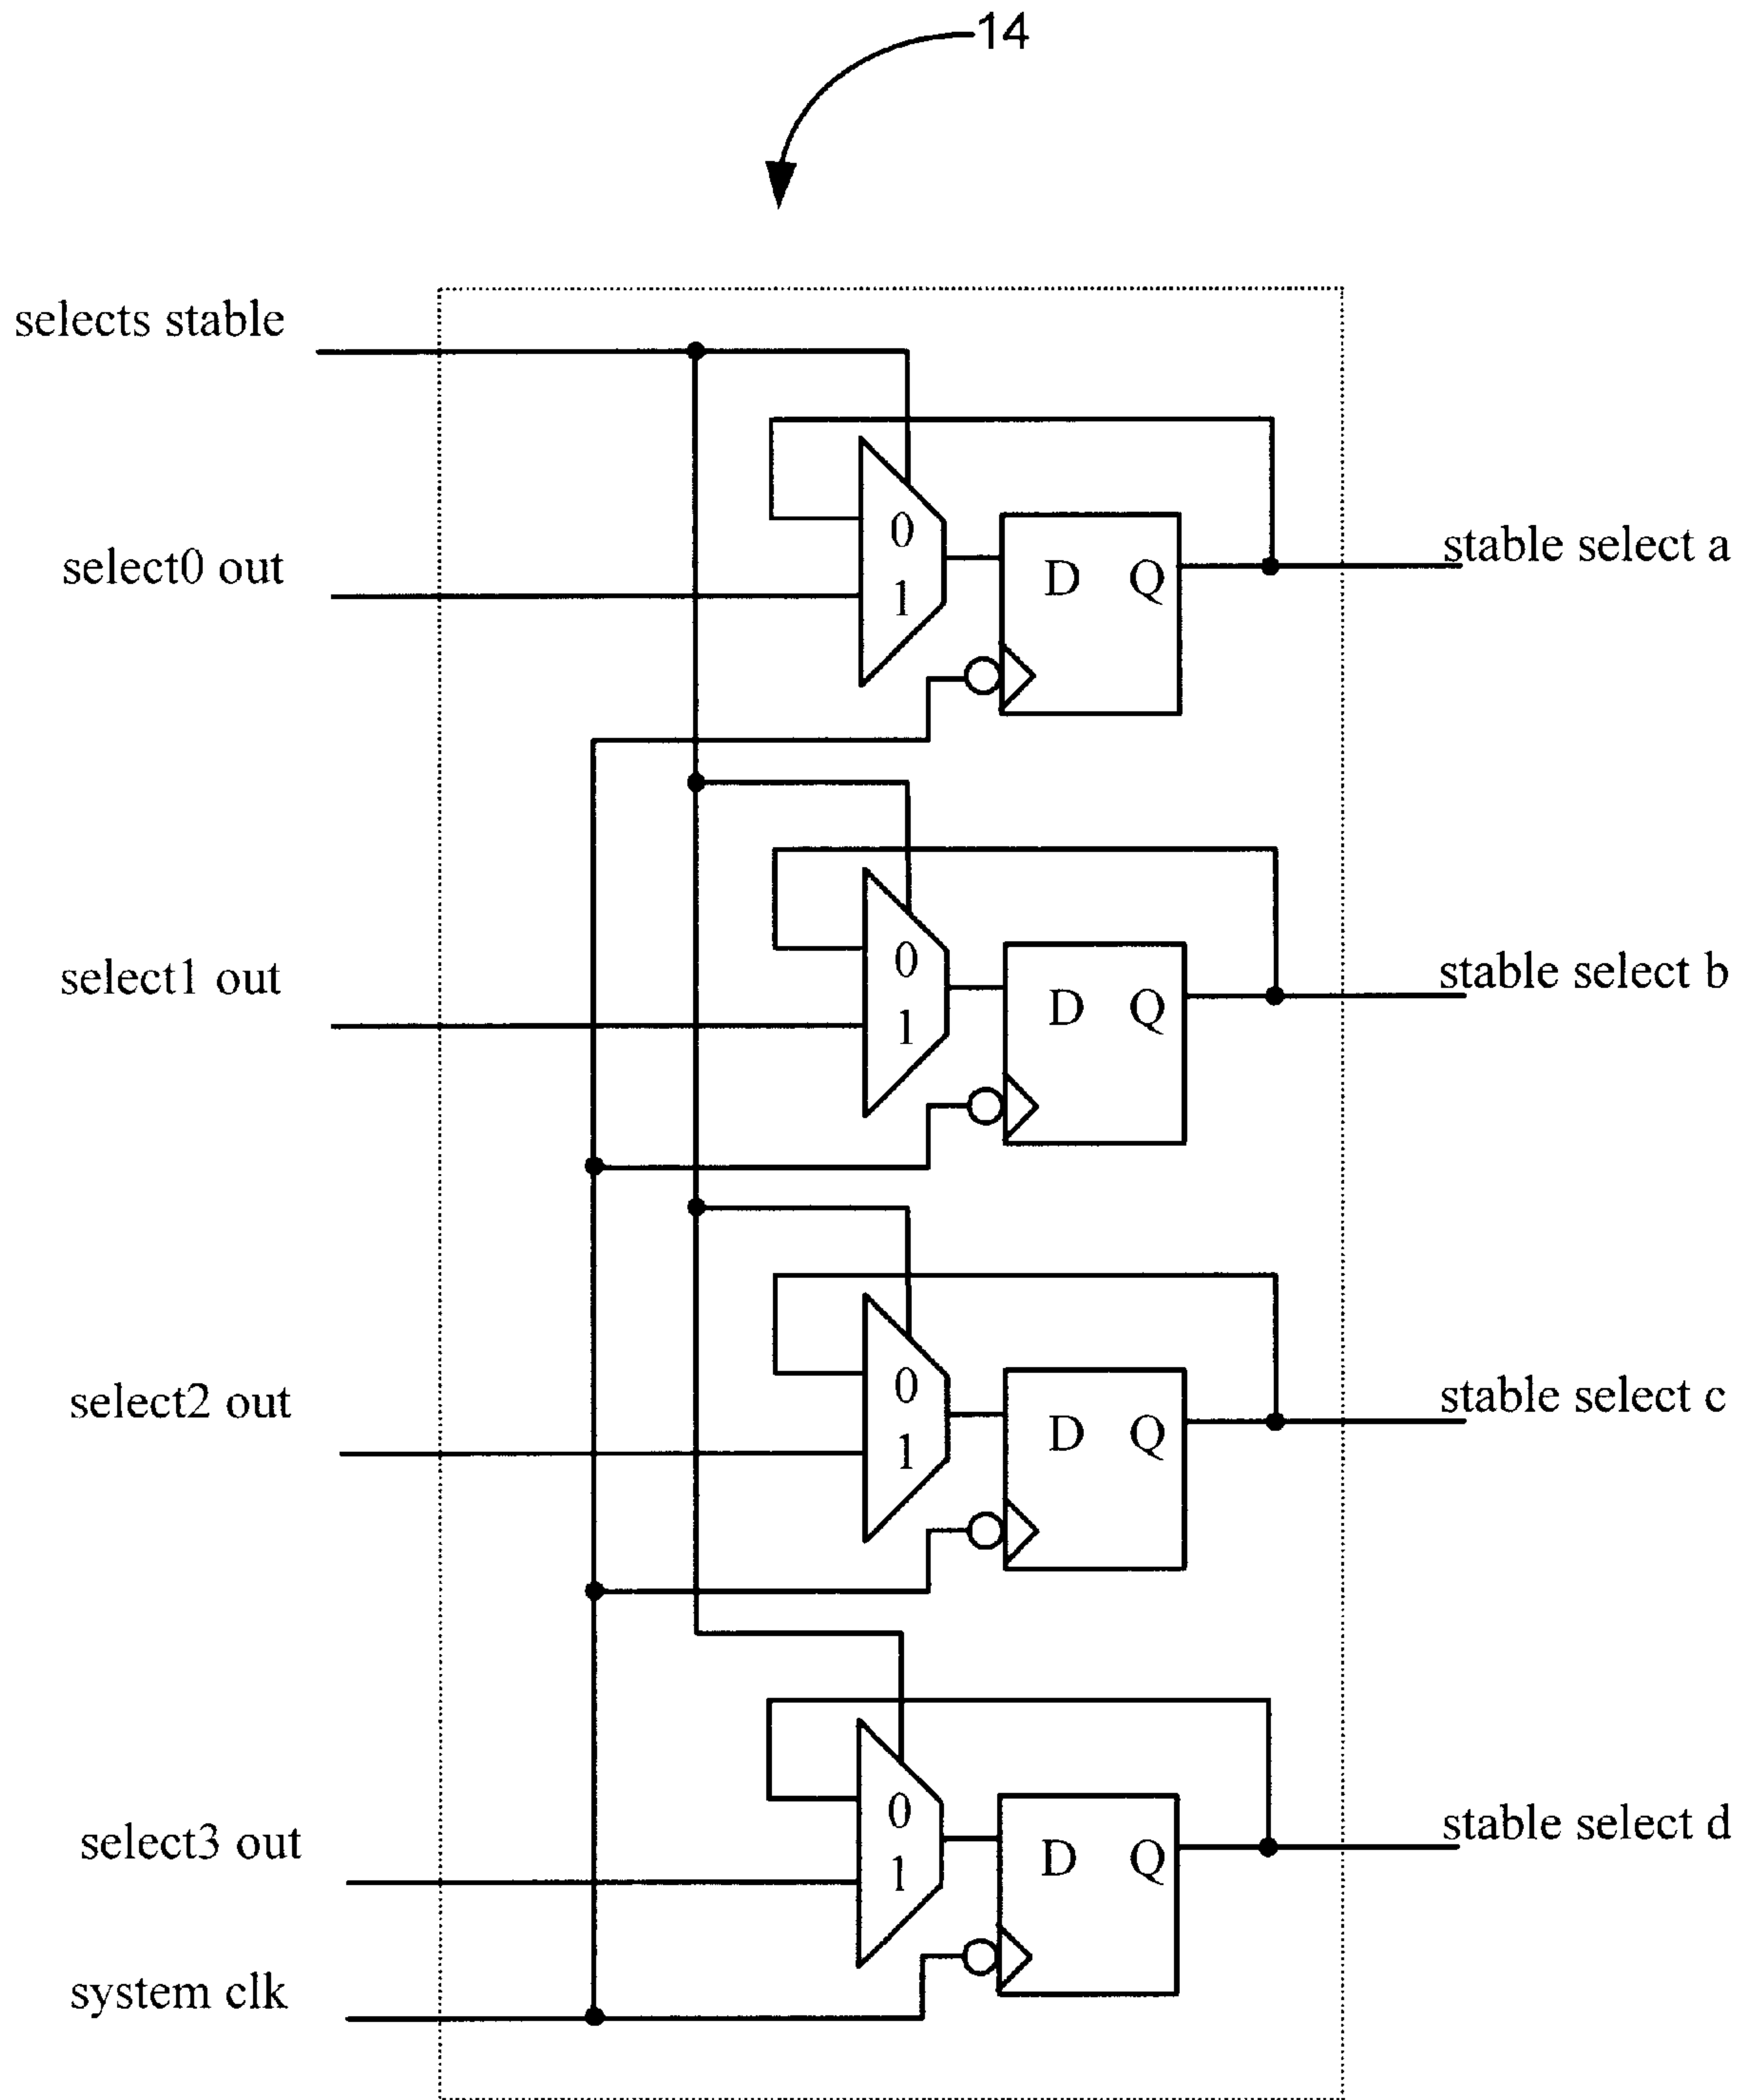 14
selects stable
0
select0 out
stable select a
D Q
1
0
select1 out
stable select b
D Q
1
0
select2 out
stable select c
D Q
1
0
select3 out
stable select d
D Q
1
system clk